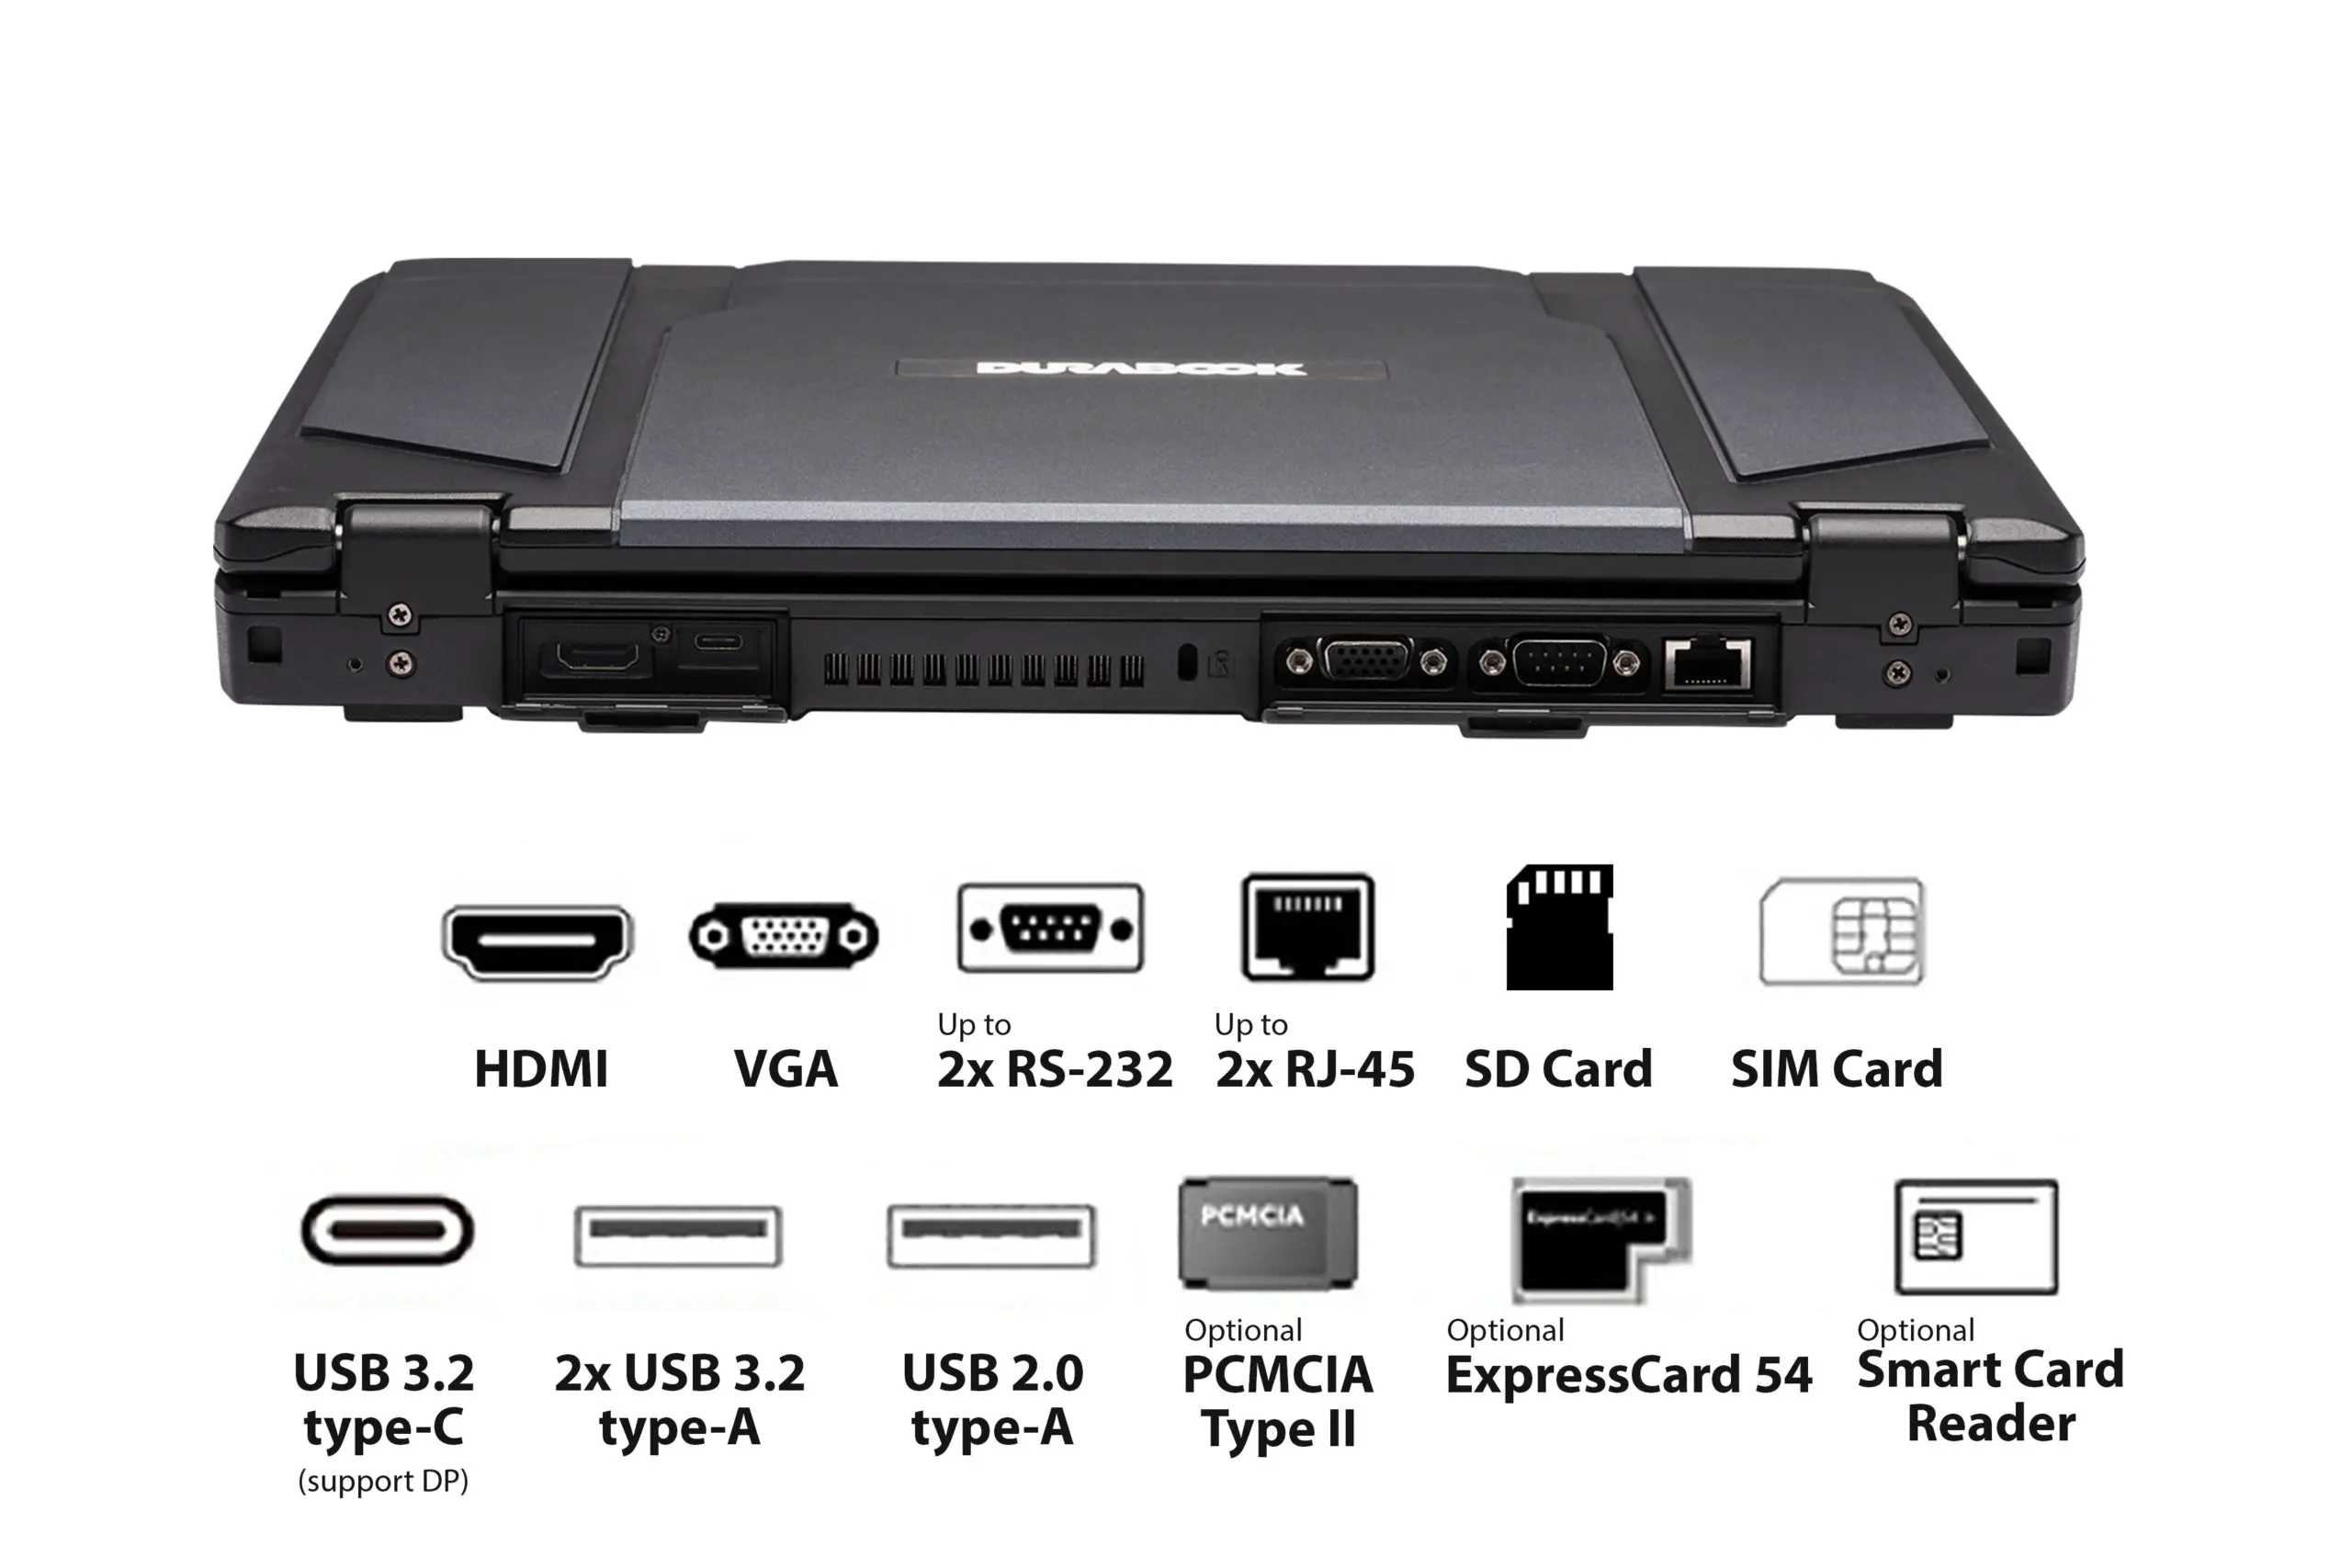 DURABOOK
HDMI
VGA
Up to
2x RS-232
Up to
2x RJ-45
SD Card
SIM Card
PCMCIA
ExpressCard|54
USB 3.2
type-C
(support DP)
2x USB 3.2
type-A
USB 2.0
type-A
Optional
PCMCIA
Type II
Optional
ExpressCard 54
Optional
Smart Card
Reader